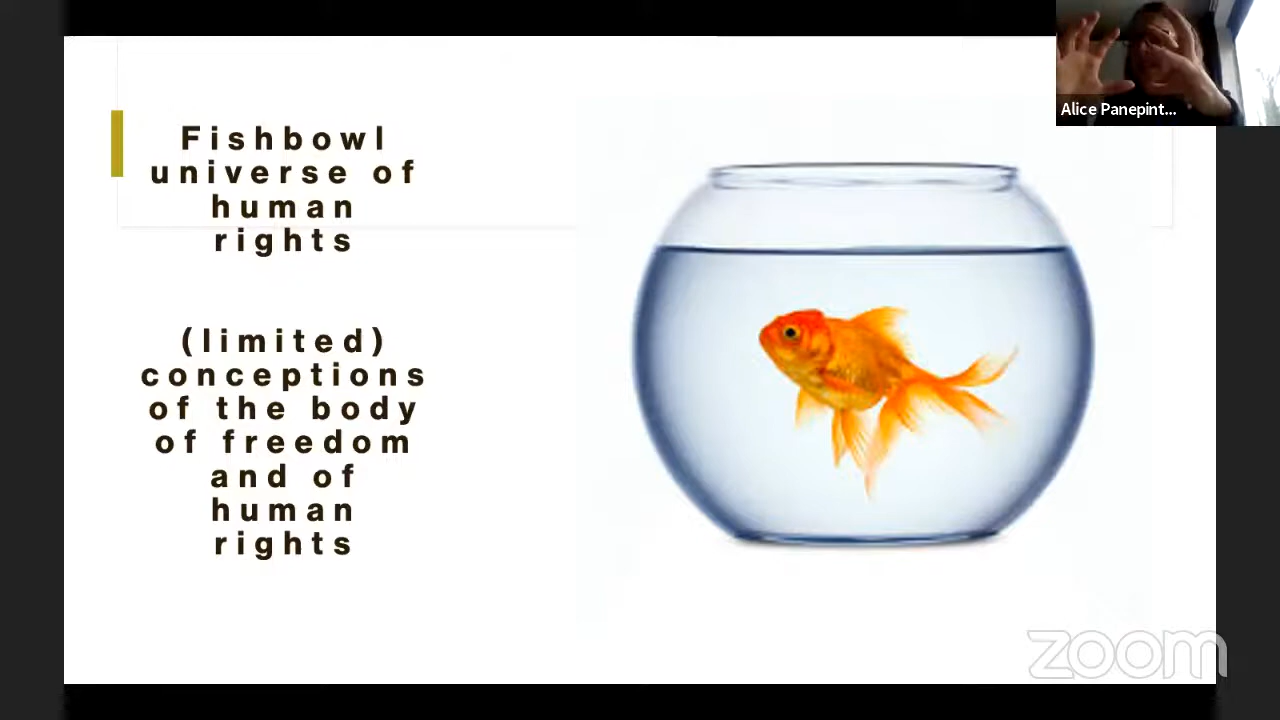 Fishbowl
universe of
human
rights
(limited)
conceptions
of the body
of freedom
and of
human
rights
Alice Panepint...
zoom